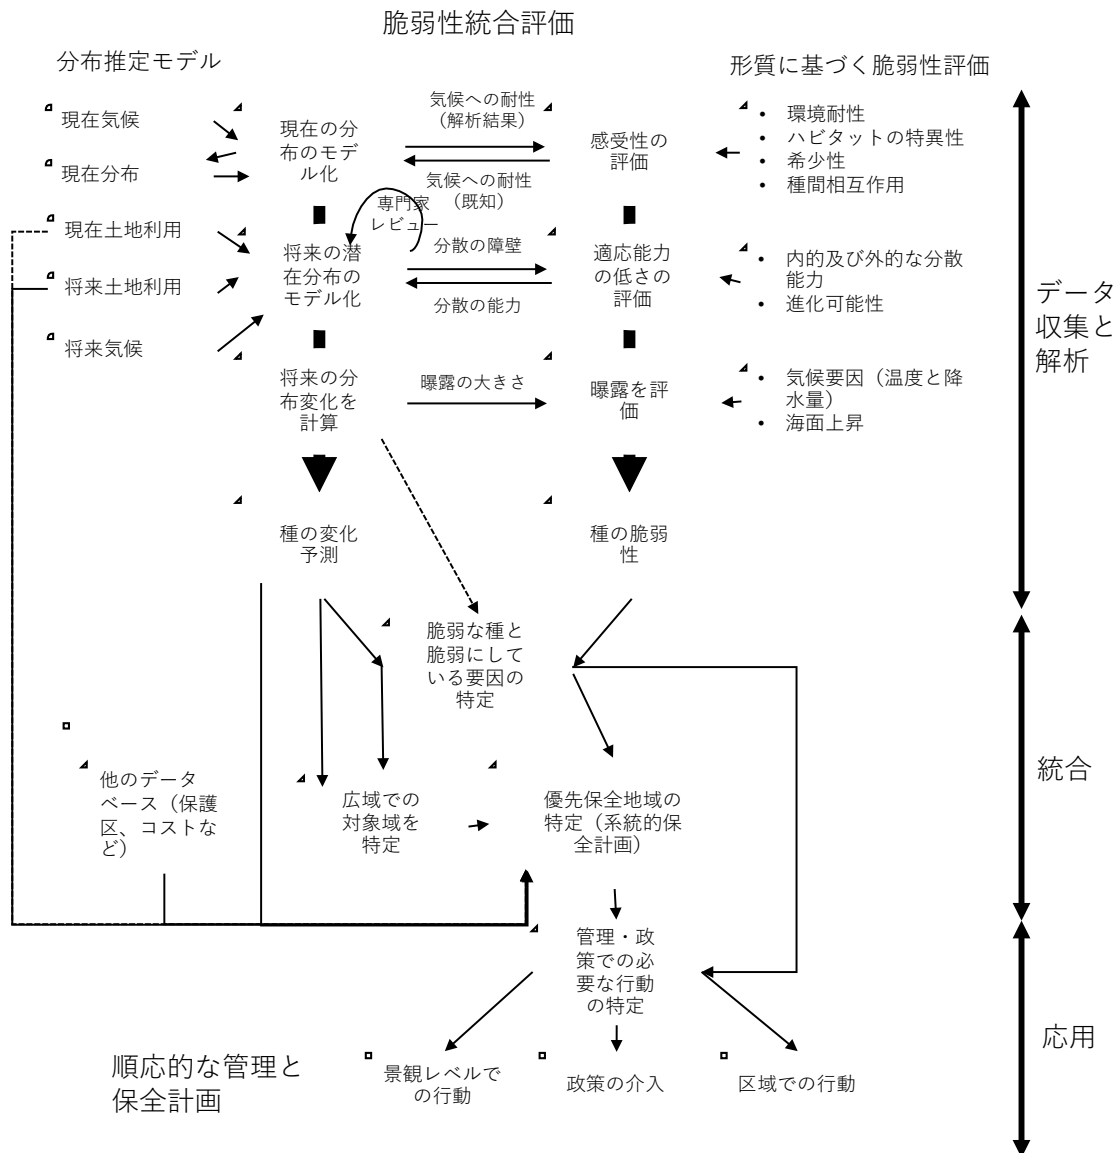 脆弱性統合評価
分布推定モデル
形質に基づく脆弱性評価
現在気候
現在分布
現在土地利用
将来土地利用
将来気候
現在の分
布のモデ
ル化
気候への耐性
（解析結果）
気候への耐性
（既知）
感受性の
評価
• 環境耐性
• ハビタットの特異性
• 希少性
• 種間相互作用
専門家
レビュー
将来の潜
在分布の
モデル化
分散の障壁
分散の能力
適応能力
の低さの
評価
• 内的及び外的な分散
能力
• 進化可能性
将来の分
布変化を
計算
曝露の大きさ
曝露を評
価
• 気候要因（温度と降
水量）
• 海面上昇
データ
収集と
解析
種の変化
予測
種の脆弱
性
脆弱な種と
脆弱にして
いる要因の
特定
他のデータ
ベース（保護
区、コストな
ど）
広域での
対象域を
特定
優先保全地域の
特定（系統的保
全計画）
統合
管理・政
策での必
要な行動
の特定
応用
順応的な管理と
保全計画
景観レベルで
の行動
政策の介入
区域での行動